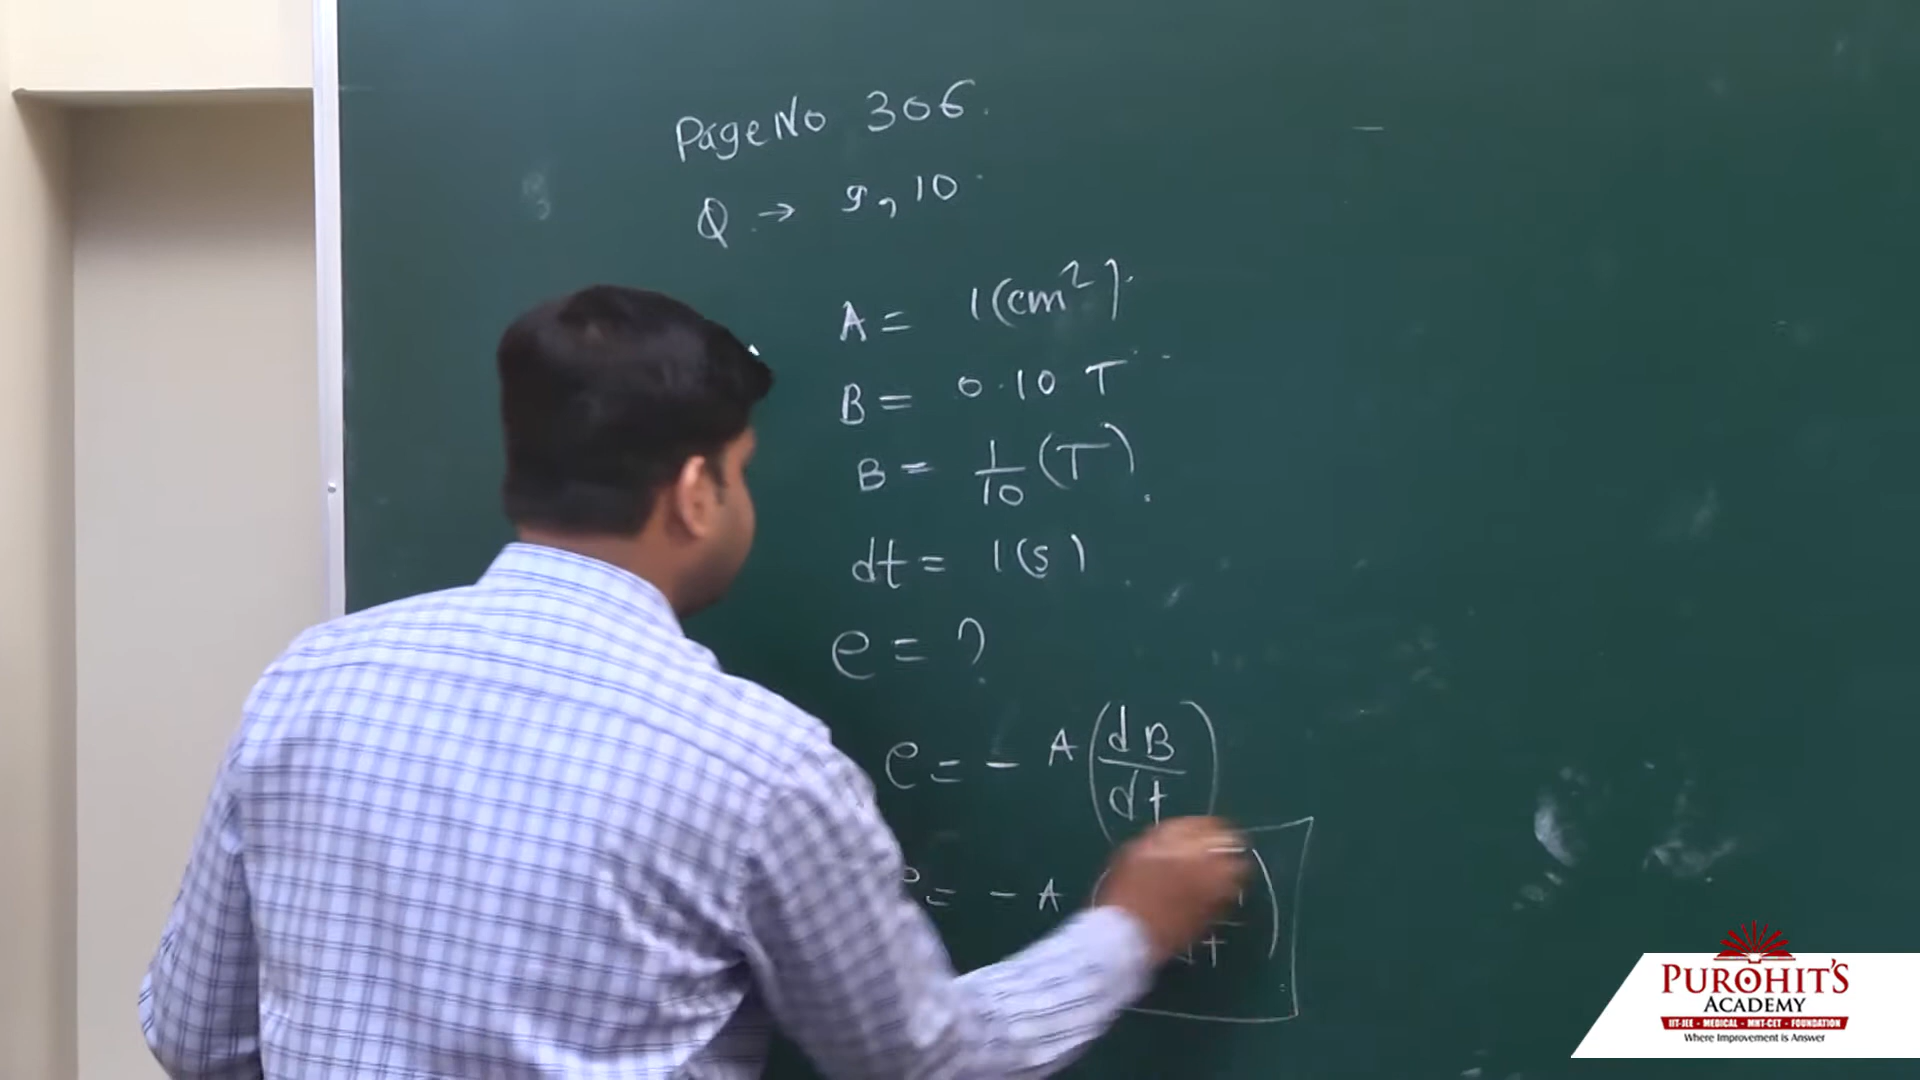 Page No 306.
Q → 9, 10
A = 1(cm²).
B = 0.10 T
B = 1/10 (T).
dt = 1(s)
e = ?
e = - A (dB/dt)
e = - A
PUROHIT'S
ACADEMY
IIT-JEE - MEDICAL - MHT-CET - FOUNDATION
Where Improvement is Answer